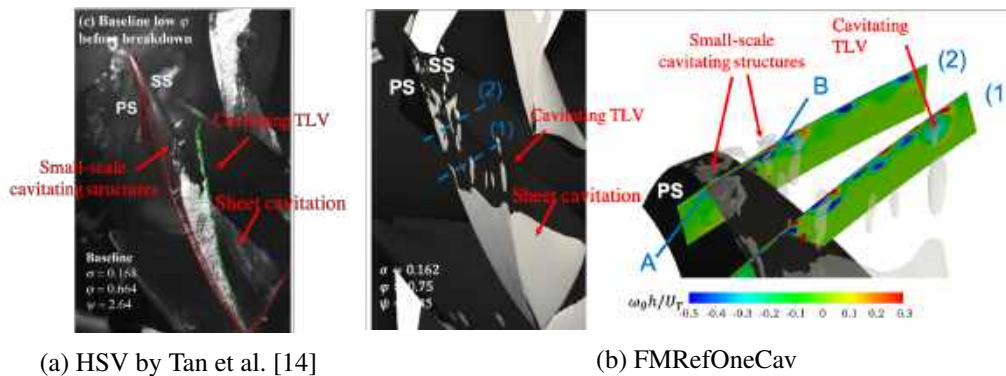 (c) Baseline low φ
before breakdown
SS
PS
Cavitating TLV
Small-scale
cavitating structures
Sheet cavitation
Baseline
σ = 0.168
φ = 0.664
ψ = 2.64
(a) HSV by Tan et al. [14]
SS
PS
(2)
(1)
Cavitating TLV
Sheet cavitation
0.162
0.75
Small-scale
cavitating structures
Cavitating
TLV
(2)
(1
B
PS
A
ω₀h/U_T
-0.5 -0.4 -0.3 -0.2 -0.1 0 0.1 0.2 0.3
(b) FMRefOneCav